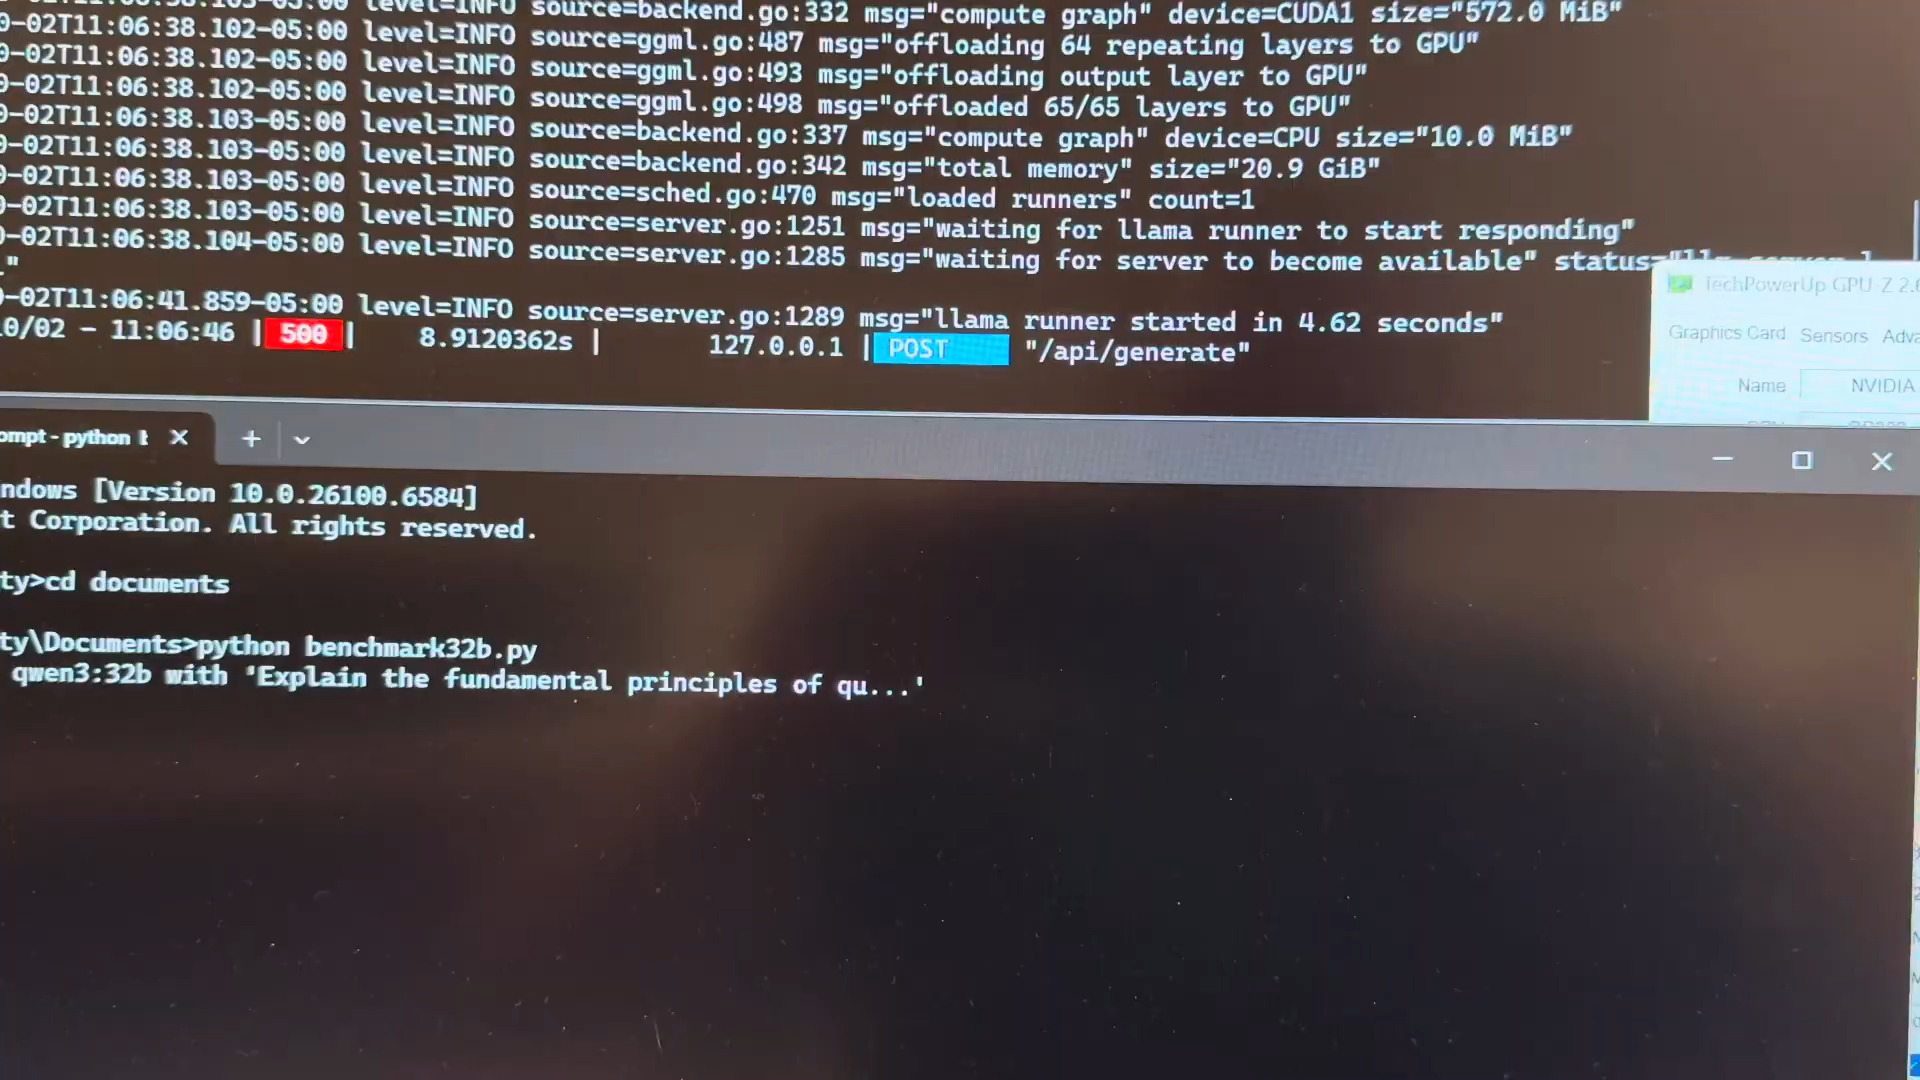 level=INFO source=backend.go:332 msg="compute graph" device=CUDA1 size="572.0 MiB"
0-02T11:06:38.102-05:00 level=INFO source=ggml.go:487 msg="offloading 64 repeating layers to GPU"
0-02T11:06:38.102-05:00 level=INFO source=ggml.go:493 msg="offloading output layer to GPU"
0-02T11:06:38.102-05:00 level=INFO source=ggml.go:498 msg="offloaded 65/65 layers to GPU"
0-02T11:06:38.103-05:00 level=INFO source=backend.go:337 msg="compute graph" device=CPU size="10.0 MiB"
0-02T11:06:38.103-05:00 level=INFO source=backend.go:342 msg="total memory" size="20.9 GiB"
0-02T11:06:38.103-05:00 level=INFO source=sched.go:470 msg="loaded runners" count=1
0-02T11:06:38.103-05:00 level=INFO source=server.go:1251 msg="waiting for llama runner to start responding"
0-02T11:06:38.104-05:00 level=INFO source=server.go:1285 msg="waiting for server to become available"
"
0-02T11:06:41.859-05:00 level=INFO source=server.go:1289 msg="llama runner started in 4.62 seconds"
10/02 - 11:06:46 | 500 | 8.9120362s | 127.0.0.1 | POST "/api/generate"
TechPowerUp GPU-Z
Graphics Card Sensors
Name NVIDIA
ompt - python
ndows [Version 10.0.26100.6584]
t Corporation. All rights reserved.
ty>cd documents
ty\Documents>python benchmark32b.py
qwen3:32b with 'Explain the fundamental principles of qu...'